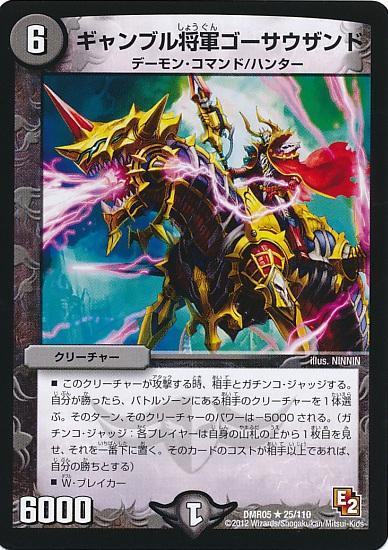 6
しょうぐん
ギャンブル将軍ゴーサウザンド
デーモン・コマンド/ハンター
illus. NINNIN
クリーチャー
■ このクリーチャーが攻撃する時、相手とガチンコ・ジャッジする。
自分が勝ったら、バトルゾーンにある相手のクリーチャーを1体選
ぶ。そのターン、そのクリーチャーのパワーは-5000される。(ガチ
ンコ・ジャッジ:各プレイヤーは自身の山札の上から1枚目を見
せ、それを一番下に置く。そのカードのコストが相手以上であれば、
自分の勝ちとする)
■ W・ブレイカー
6000
1
E2
DMR05 ★ 25/110
©2012 Wizards/Shogakukan/Mitsui-Kids